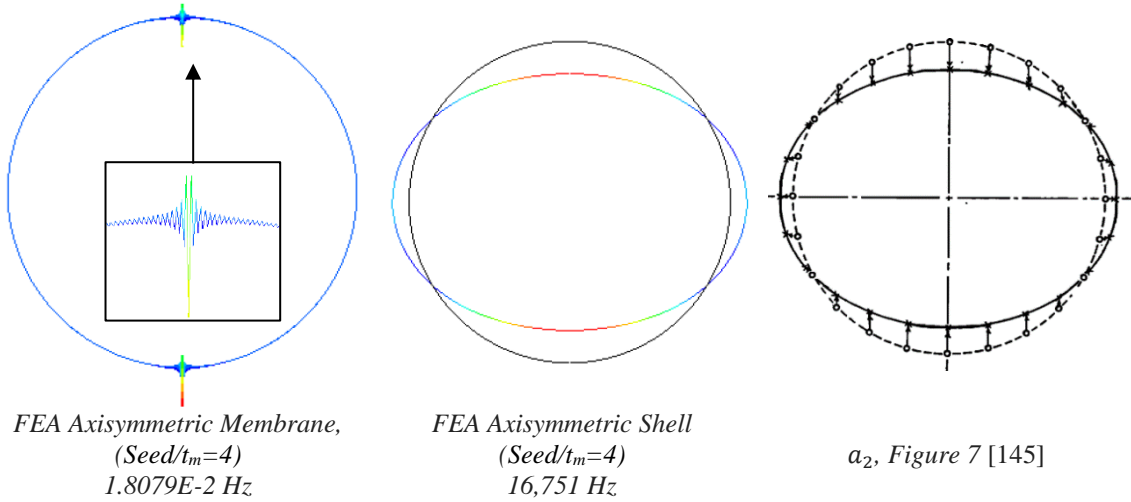 FEA Axisymmetric Membrane,
(Seed/tₘ=4)
1.8079E-2 Hz
FEA Axisymmetric Shell
(Seed/tₘ=4)
16,751 Hz
a₂, Figure 7 [145]